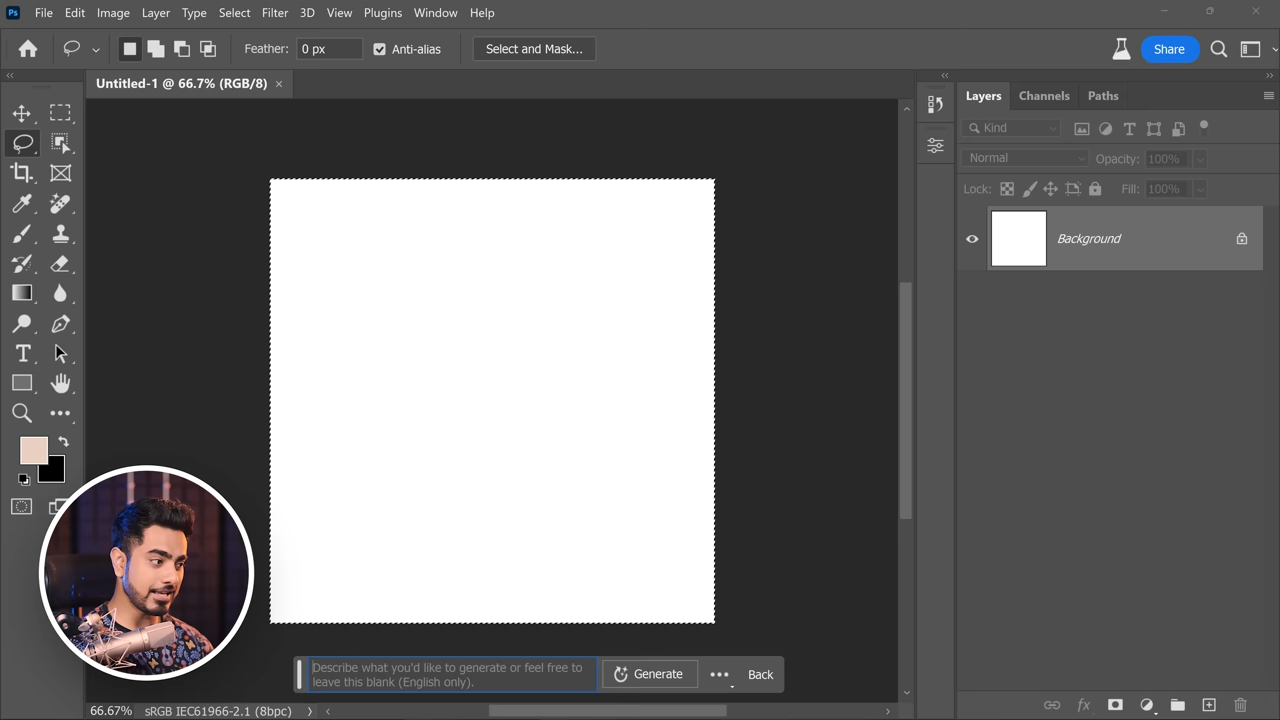 Ps File Edit Image Layer Type Select Filter 3D View Plugins Window Help
Feather: 0 px Anti-alias Select and Mask... Share
Untitled-1 @ 66.7% (RGB/8) ×
Layers Channels Paths
Kind
Normal Opacity: 100%
Lock: Fill: 100%
Background
Describe what you'd like to generate or feel free to
leave this blank (English only).
Generate
Back
66.67% sRGB IEC61966-2.1 (8bpc)